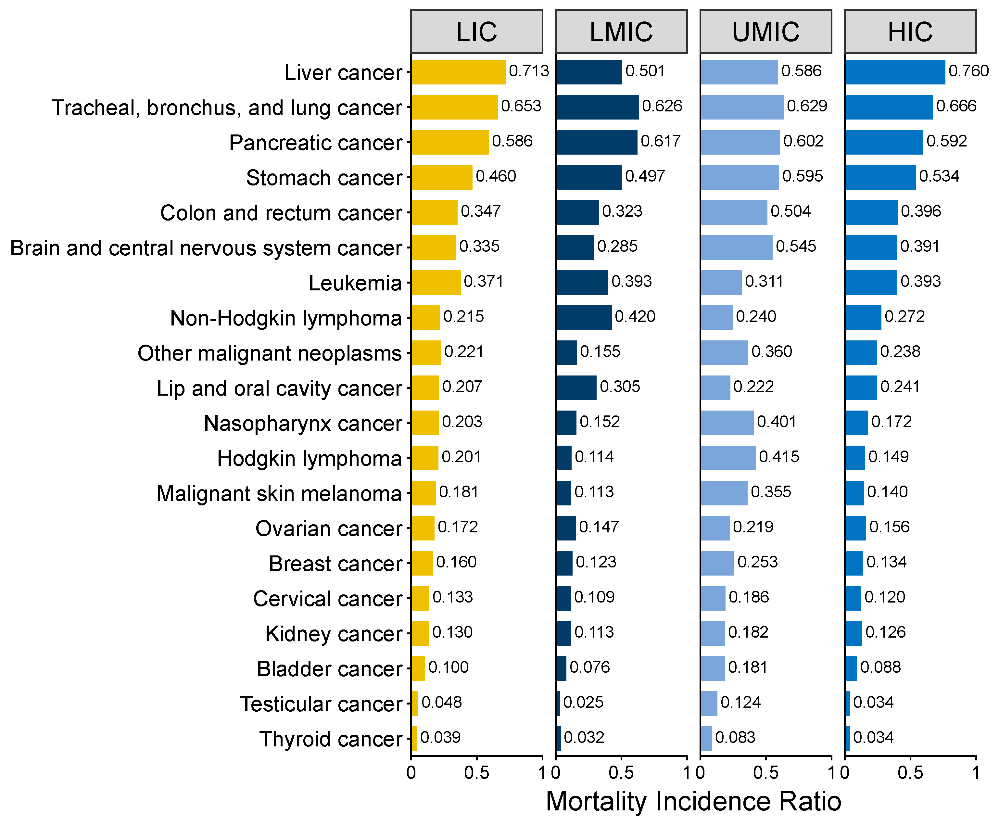 LIC LMIC UMIC HIC
Liver cancer 0.713 0.501 0.586 0.760
Tracheal, bronchus, and lung cancer 0.653 0.626 0.629 0.666
Pancreatic cancer 0.586 0.617 0.602 0.592
Stomach cancer 0.460 0.497 0.595 0.534
Colon and rectum cancer 0.347 0.323 0.504 0.396
Brain and central nervous system cancer 0.335 0.285 0.545 0.391
Leukemia 0.371 0.393 0.311 0.393
Non-Hodgkin lymphoma 0.215 0.420 0.240 0.272
Other malignant neoplasms 0.221 0.155 0.360 0.238
Lip and oral cavity cancer 0.207 0.305 0.222 0.241
Nasopharynx cancer 0.203 0.152 0.401 0.172
Hodgkin lymphoma 0.201 0.114 0.415 0.149
Malignant skin melanoma 0.181 0.113 0.355 0.140
Ovarian cancer 0.172 0.147 0.219 0.156
Breast cancer 0.160 0.123 0.253 0.134
Cervical cancer 0.133 0.109 0.186 0.120
Kidney cancer 0.130 0.113 0.182 0.126
Bladder cancer 0.100 0.076 0.181 0.088
Testicular cancer 0.048 0.025 0.124 0.034
Thyroid cancer 0.039 0.032 0.083 0.034
0 0.5 1 0 0.5 1 0 0.5 1 0 0.5 1
Mortality Incidence Ratio